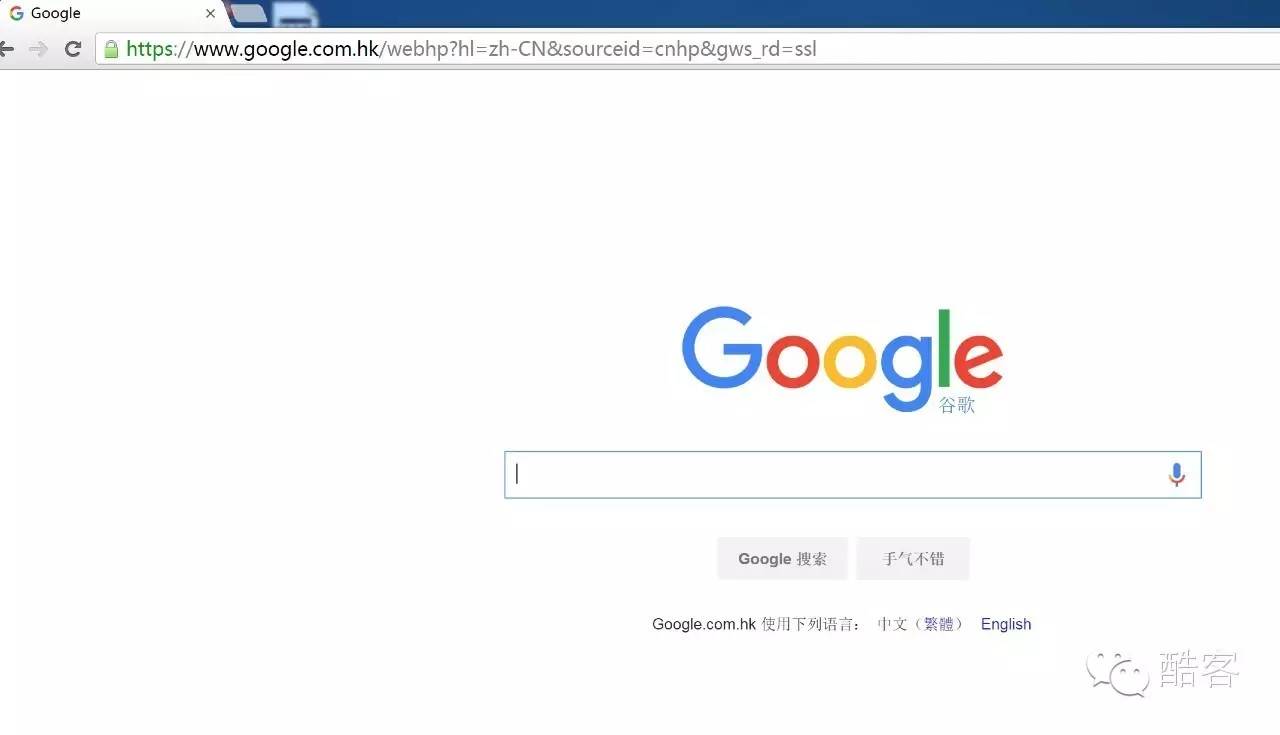 Google
https://www.google.com.hk/webhp?hl=zh-CN&sourceid=cnhp&gws_rd=ssl
Google
谷歌
Google 搜索 手气不错
Google.com.hk 使用下列语言： 中文（繁體） English
酷客